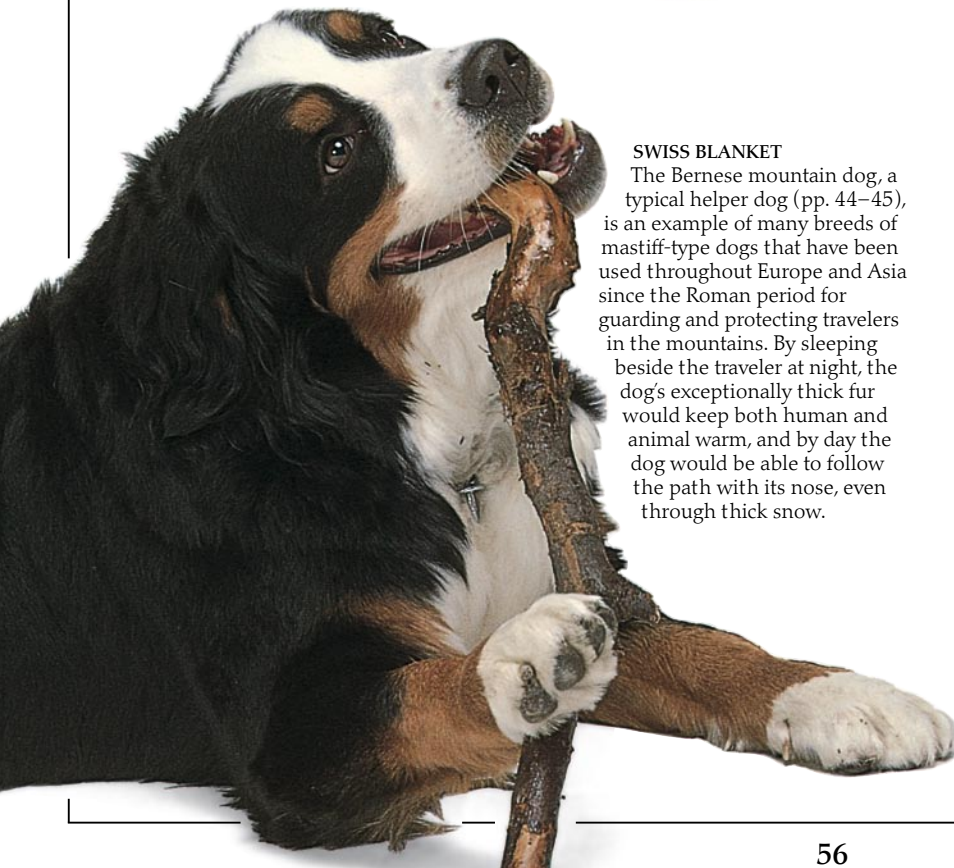 SWISS BLANKET
The Bernese mountain dog, a
typical helper dog (pp. 44–45),
is an example of many breeds of
mastiff-type dogs that have been
used throughout Europe and Asia
since the Roman period for
guarding and protecting travelers
in the mountains. By sleeping
beside the traveler at night, the
dog's exceptionally thick fur
would keep both human and
animal warm, and by day the
dog would be able to follow
the path with its nose, even
through thick snow.
56